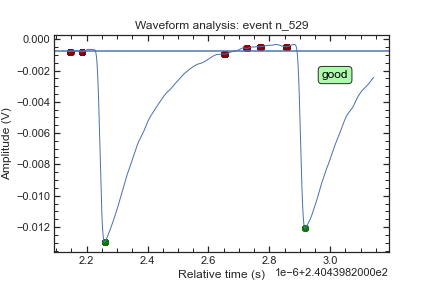 Waveform analysis: event n_529
0.000
−0.002
−0.004
−0.006
−0.008
−0.010
−0.012
Amplitude (V)
good
2.2
2.4
2.6
2.8
3.0
Relative time (s)
1e−6+2.4043982000e2